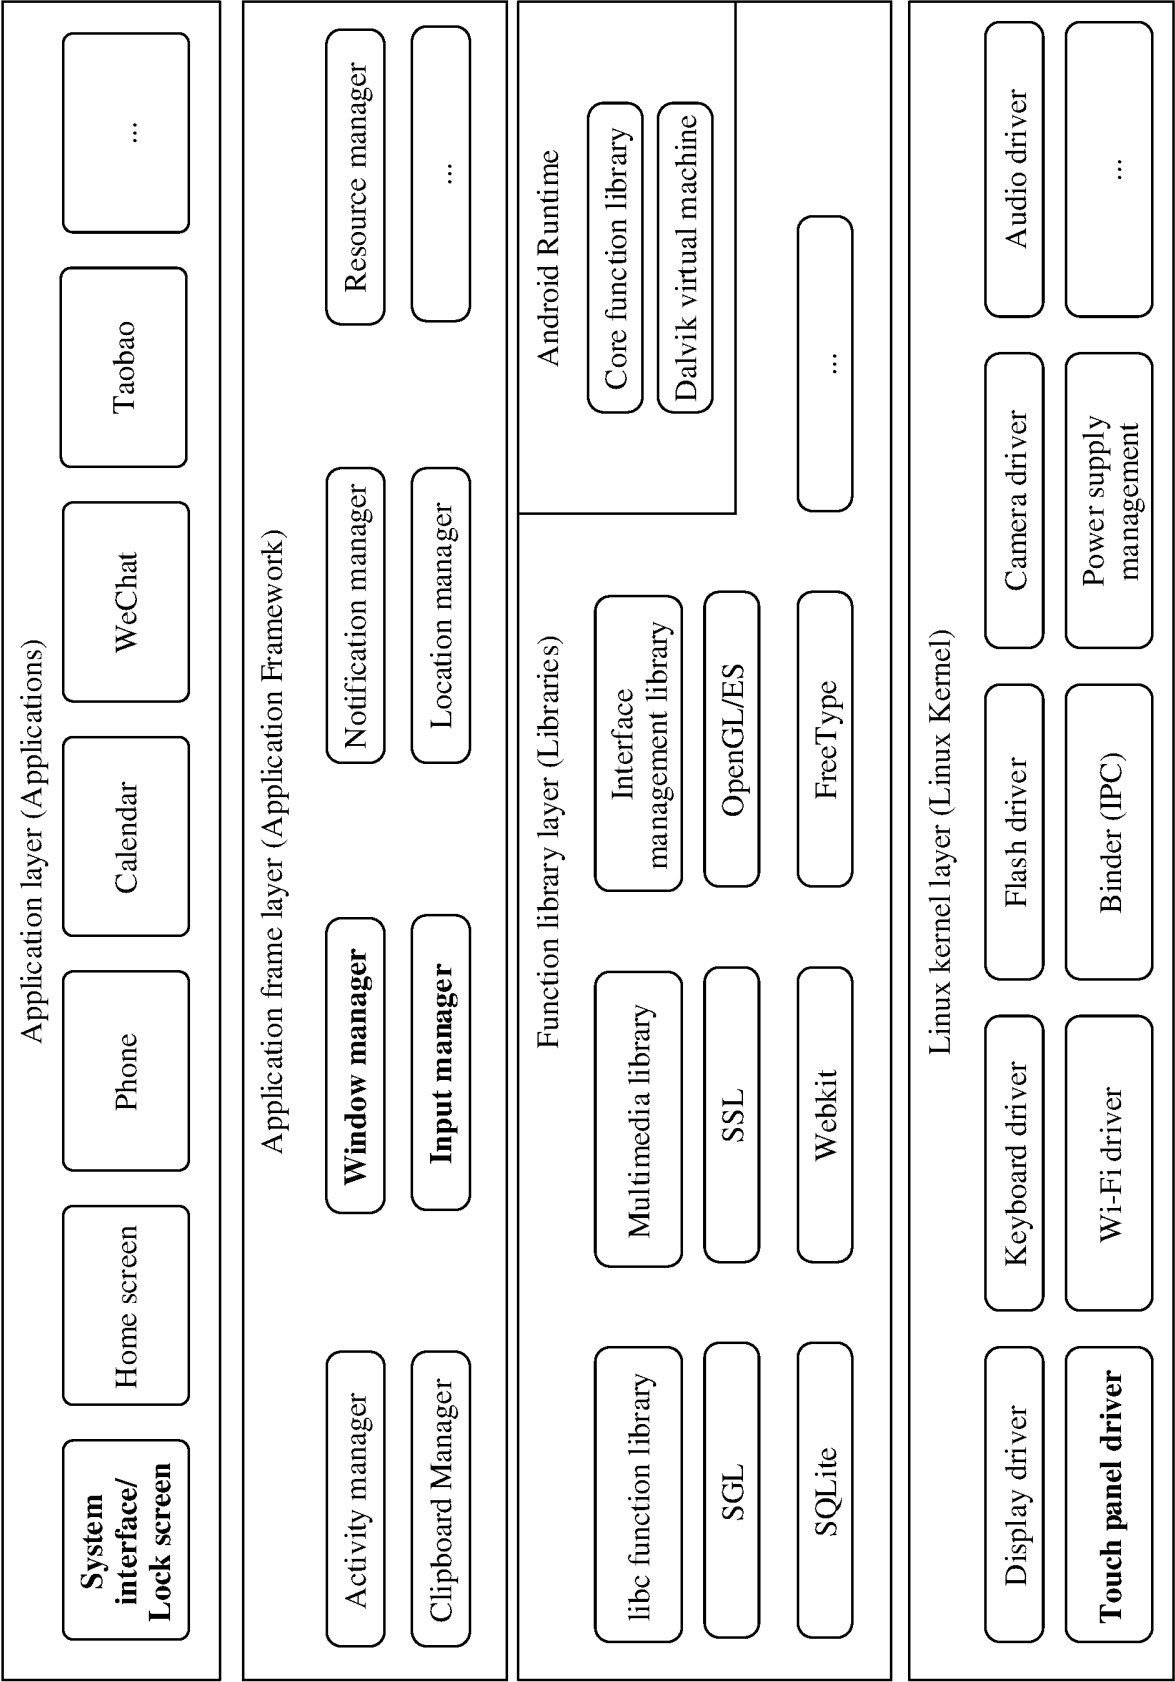 Application layer (Applications)
System
interface/
Lock screen
Home screen
Phone
Calendar
WeChat
Taobao
...
Application frame layer (Application Framework)
Activity manager
Window manager
Notification manager
Resource manager
Clipboard Manager
Input manager
Location manager
...
Function library layer (Libraries)
Android Runtime
libc function library
Multimedia library
Interface
management library
Core function library
SGL
SSL
OpenGL/ES
Dalvik virtual machine
SQLite
Webkit
FreeType
...
Linux kernel layer (Linux Kernel)
Display driver
Keyboard driver
Flash driver
Camera driver
Audio driver
Touch panel driver
Wi-Fi driver
Binder (IPC)
Power supply
management
...